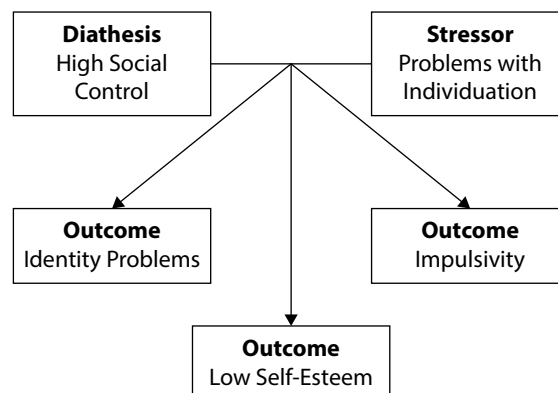 Diathesis
High Social
Control
Stressor
Problems with
Individuation
Outcome
Identity Problems
Outcome
Impulsivity
Outcome
Low Self-Esteem